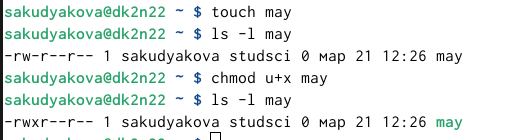 sakudyakova@dk2n22 ~ $ touch may
sakudyakova@dk2n22 ~ $ ls -l may
-rw-r--r-- 1 sakudyakova studsci 0 мар 21 12:26 may
sakudyakova@dk2n22 ~ $ chmod u+x may
sakudyakova@dk2n22 ~ $ ls -l may
-rwxr--r-- 1 sakudyakova studsci 0 мар 21 12:26 may
sakudyakova@dk2n22 ~ $